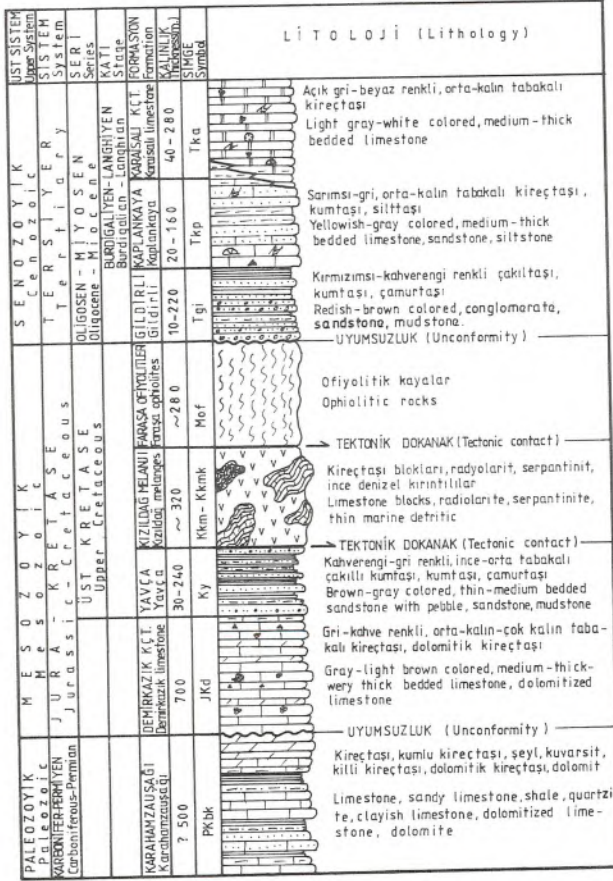 ÜST SİSTEM
Upper System
SİSTEM
System
SERİ
Series
KATI
Stage
FORMASYON
Formation
KALINLIK
Thickness(m.)
SİMGE
Symbol
LİTOLOJİ (Lithology)
SENOZOYİK
Cenozoic
TERSİYER
Tertiary
OLİGOSEN - MİYOSEN
Oligocene - Miocene
BURDİGALİYEN-LANGHİYEN
Burdigalian - Langhian
KARAİSALI KÇT.
Karaisalı limestone
40-280
Tka
Açık gri-beyaz renkli, orta-kalın tabakalı
kireçtaşı
Light gray-white colored, medium-thick
bedded limestone
KAPLANKAYA
Kaplankaya
20-160
Tkp
Sarımsı-gri, orta-kalın tabakalı kireçtaşı,
kumtaşı, silttaşı
Yellowish-gray colored, medium-thick
bedded limestone, sandstone, siltstone
GİLDİRLİ
Gildirli
10-220
Tgi
Kırmızımsı-kahverengi renkli çakıltaşı,
kumtaşı, çamurtaşı
Redish-brown colored, conglomerate,
sandstone, mudstone.
UYUMSUZLUK (Unconformity)
MESOZOYİK
Mesozoic
JURA - KRETASE
Jurassic-Cretaceous
ÜST KRETASE
Upper Cretaceous
FARAŞA OFİYOLİTLERİ
Faraşa ophiolites
~280
Mof
Ofiyolitik kayalar
Ophiolitic rocks
TEKTONİK DOKANAK (Tectonic contact)
KIZILDAĞ MELANJI
Kızıldağ melanges
~ 320
Kkm-Kkmk
Kireçtaşı blokları, radyolarit, serpantinit,
ince denizel kırıntılılar
Limestone blocks, radiolarite, serpantinite,
thin marine detritic
TEKTONİK DOKANAK (Tectonic contact)
YAVÇA
Yavça
30-240
Ky
Kahverengi-gri renkli, ince-orta tabakalı
çakıllı kumtaşı, kumtaşı, çamurtaşı
Brown-gray colored, thin-medium bedded
sandstone with pebble, sandstone, mudstone
DEMİRKAZIK KÇT.
Demirkazık limestone
700
JKd
Gri-kahve renkli, orta-kalın-çok kalın taba-
kalı kireçtaşı, dolomitik kireçtaşı
Gray-light brown colored, medium-thick-
wery thick bedded limestone, dolomitized
limestone
UYUMSUZLUK (Unconformity)
PALEOZOYİK
Paleozoic
KARBONİFER-PERMİYEN
Carboniferous-Permian
KARAHAMZAUŞAĞI
Karahamzauşağı
? 500
PKbk
Kireçtaşı, kumlu kireçtaşı, şeyl, kuvarsit,
killi kireçtaşı, dolomitik kireçtaşı, dolomit
Limestone, sandy limestone, shale, quartzi
te, clayish limestone, dolomitized lime-
stone, dolomite